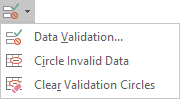 Data Validation...
Circle Invalid Data
Clear Validation Circles